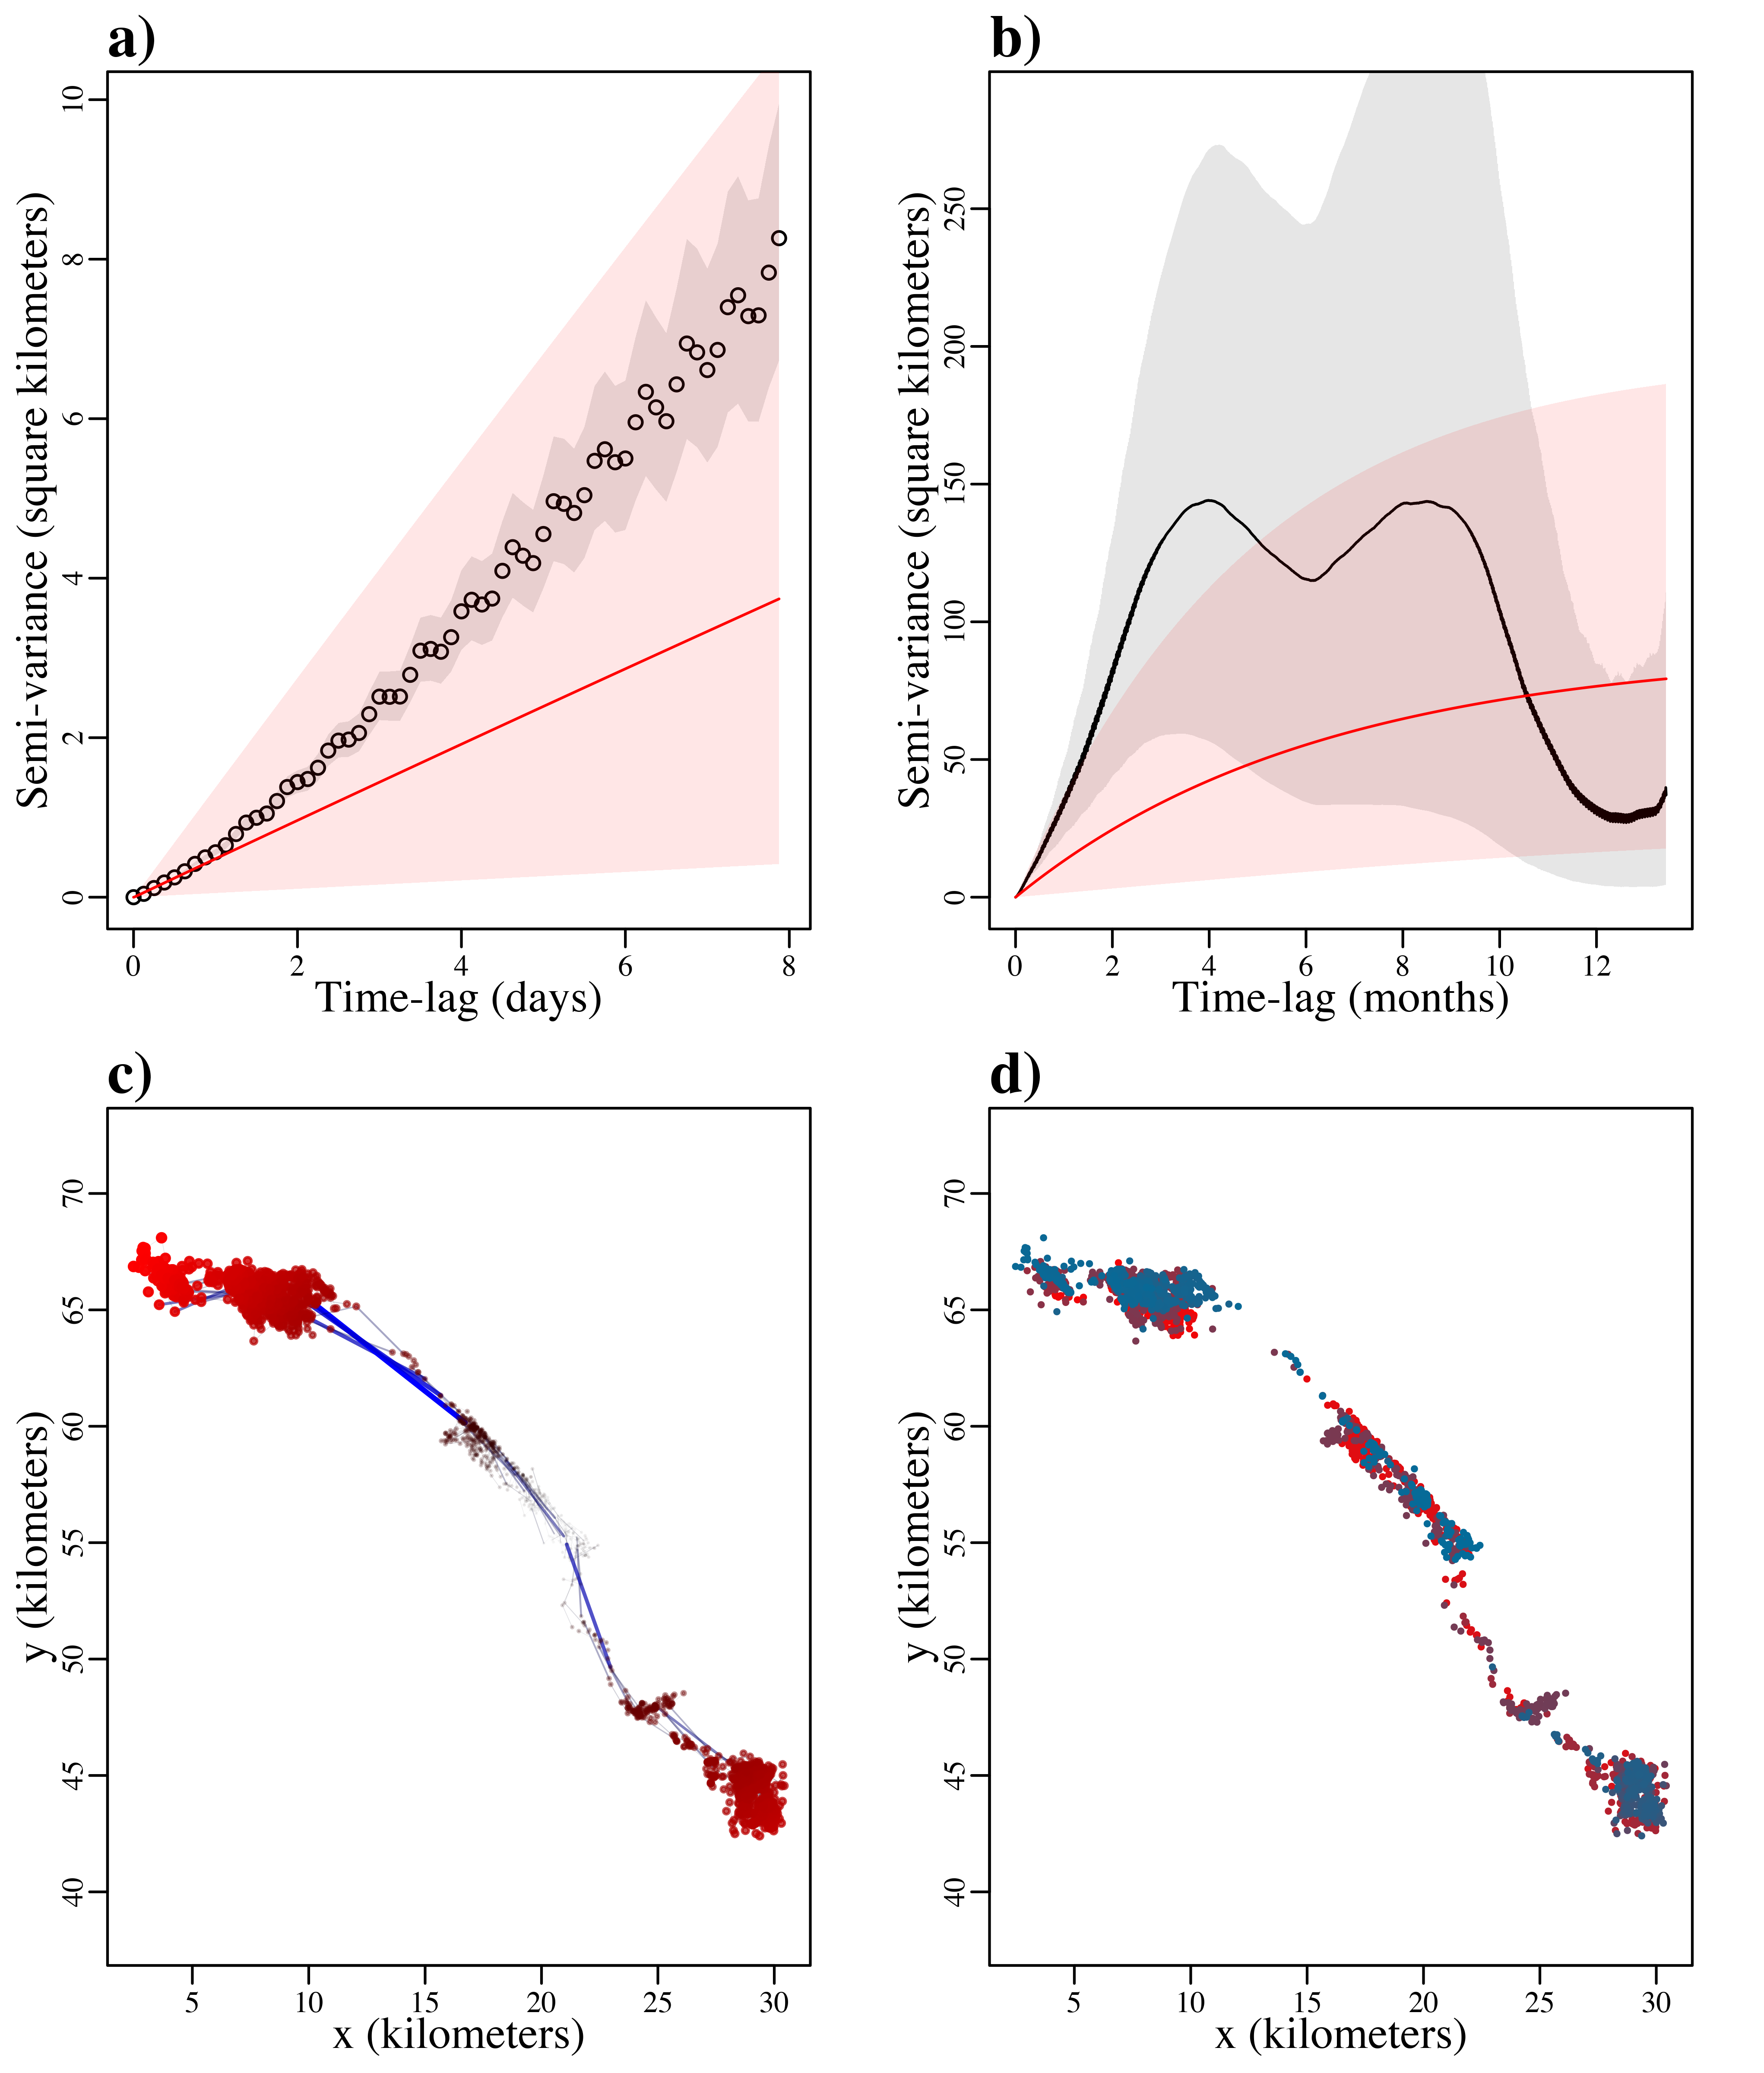 a)
Semi-variance (square kilometers)
10
8
6
4
2
0
0 2 4 6 8
Time-lag (days)
b)
Semi-variance (square kilometers)
250
200
150
100
50
0
0 2 4 6 8 10 12
Time-lag (months)
c)
y (kilometers)
70
65
60
55
50
45
40
5 10 15 20 25 30
x (kilometers)
d)
y (kilometers)
70
65
60
55
50
45
40
5 10 15 20 25 30
x (kilometers)